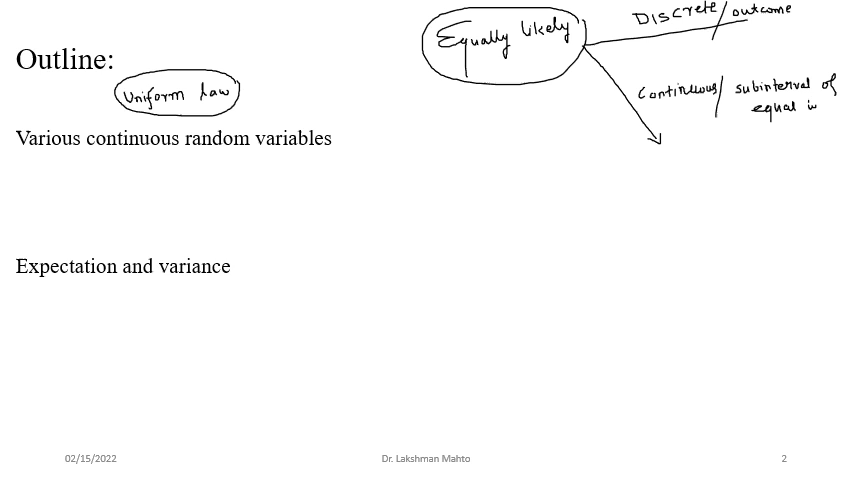 Equally likely
DISCrete/outcome
Outline:
Uniform law
Continuous/subinterval of
equal
Various continuous random variables
Expectation and variance
02/15/2022
Dr. Lakshman Mahto
2